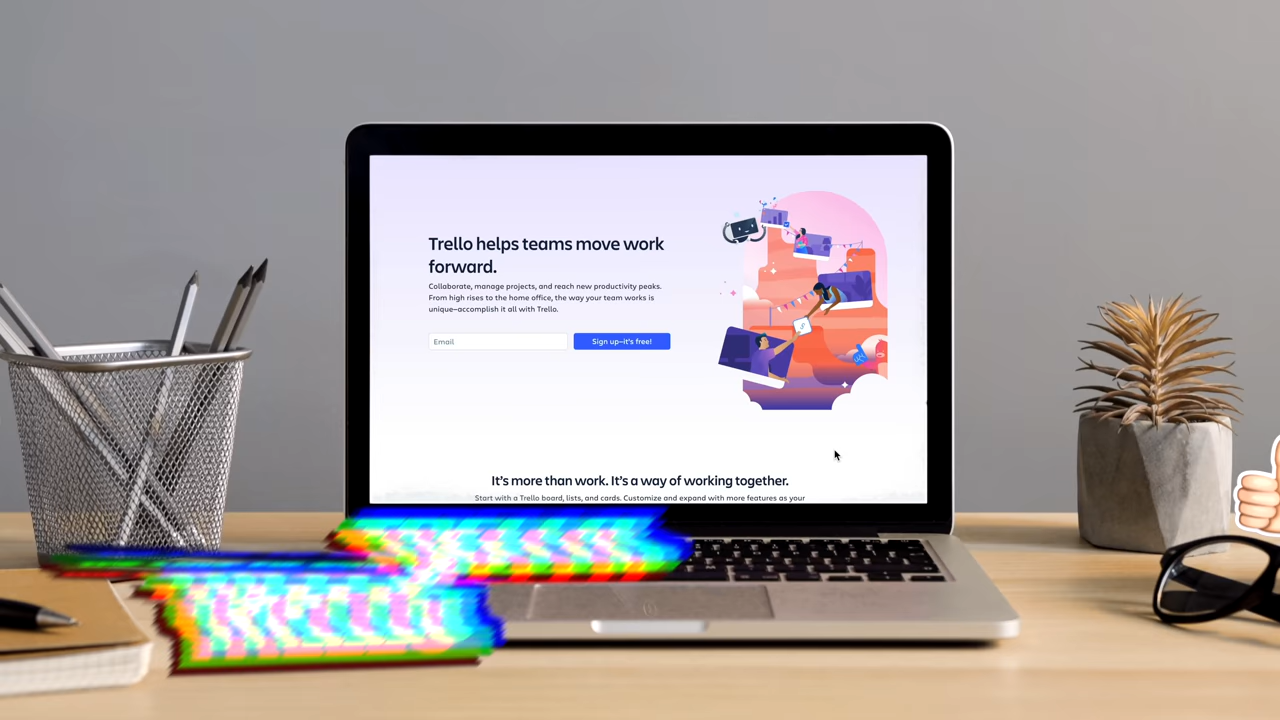 Trello helps teams move work
forward.
Collaborate, manage projects, and reach new productivity peaks.
From high rises to the home office, the way your team works is
unique—accomplish it all with Trello.
Email
Sign up—it's free!
It's more than work. It's a way of working together.
Start with a Trello board, lists, and cards. Customize and expand with more features as your